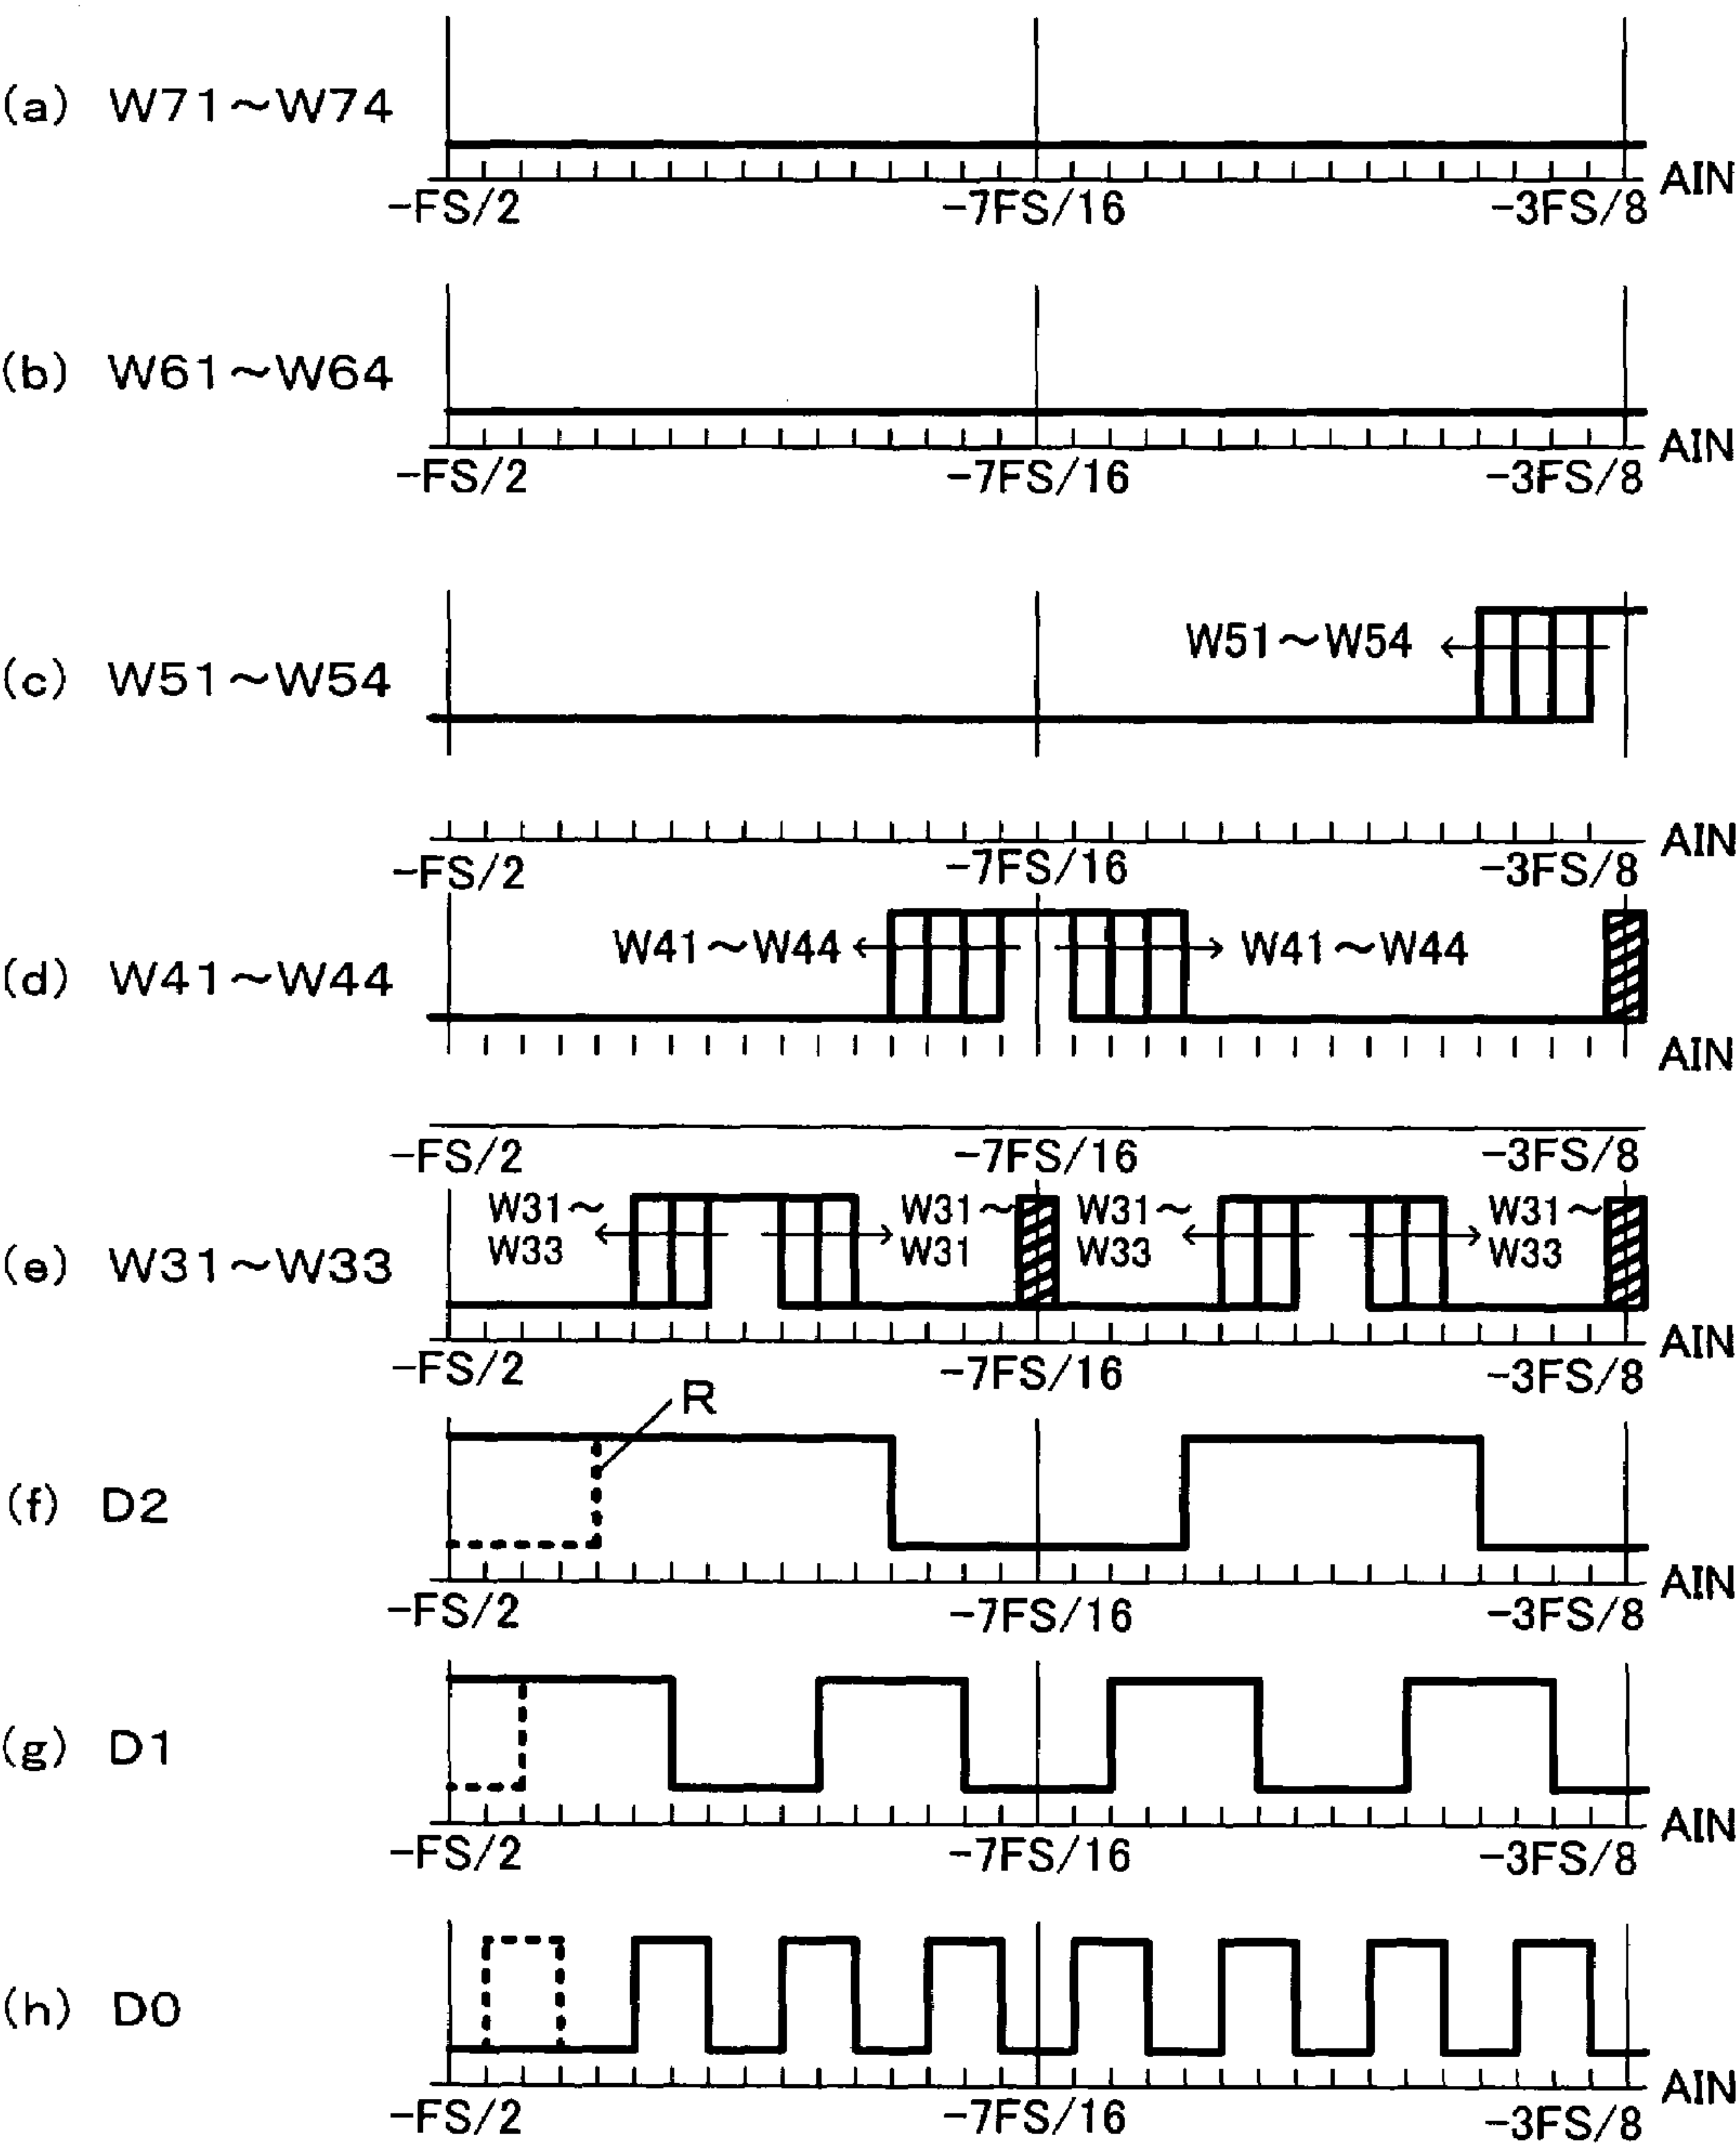 (a) W71～W74
AIN
-FS/2 -7FS/16 -3FS/8
(b) W61～W64
AIN
-FS/2 -7FS/16 -3FS/8
W51～W54
(c) W51～W54
AIN
-FS/2 -7FS/16 -3FS/8
W41～W44 W41～W44
(d) W41～W44
AIN
-FS/2 -7FS/16 -3FS/8
W31～ W31～ W31～ W31～
W33 W31 W33 W33
(e) W31～W33
AIN
-FS/2 -7FS/16 -3FS/8
R
(f) D2
AIN
-FS/2 -7FS/16 -3FS/8
(g) D1
AIN
-FS/2 -7FS/16 -3FS/8
(h) D0
AIN
-FS/2 -7FS/16 -3FS/8